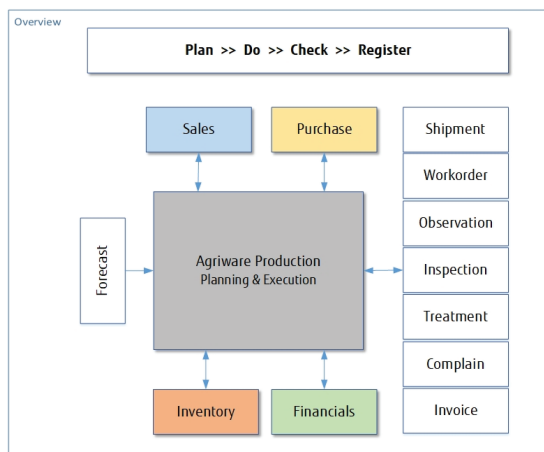 Overview
Plan >> Do >> Check >> Register
Sales
Purchase
Shipment
Workorder
Observation
Forecast
Agriware Production
Planning & Execution
Inspection
Treatment
Complain
Inventory
Financials
Invoice